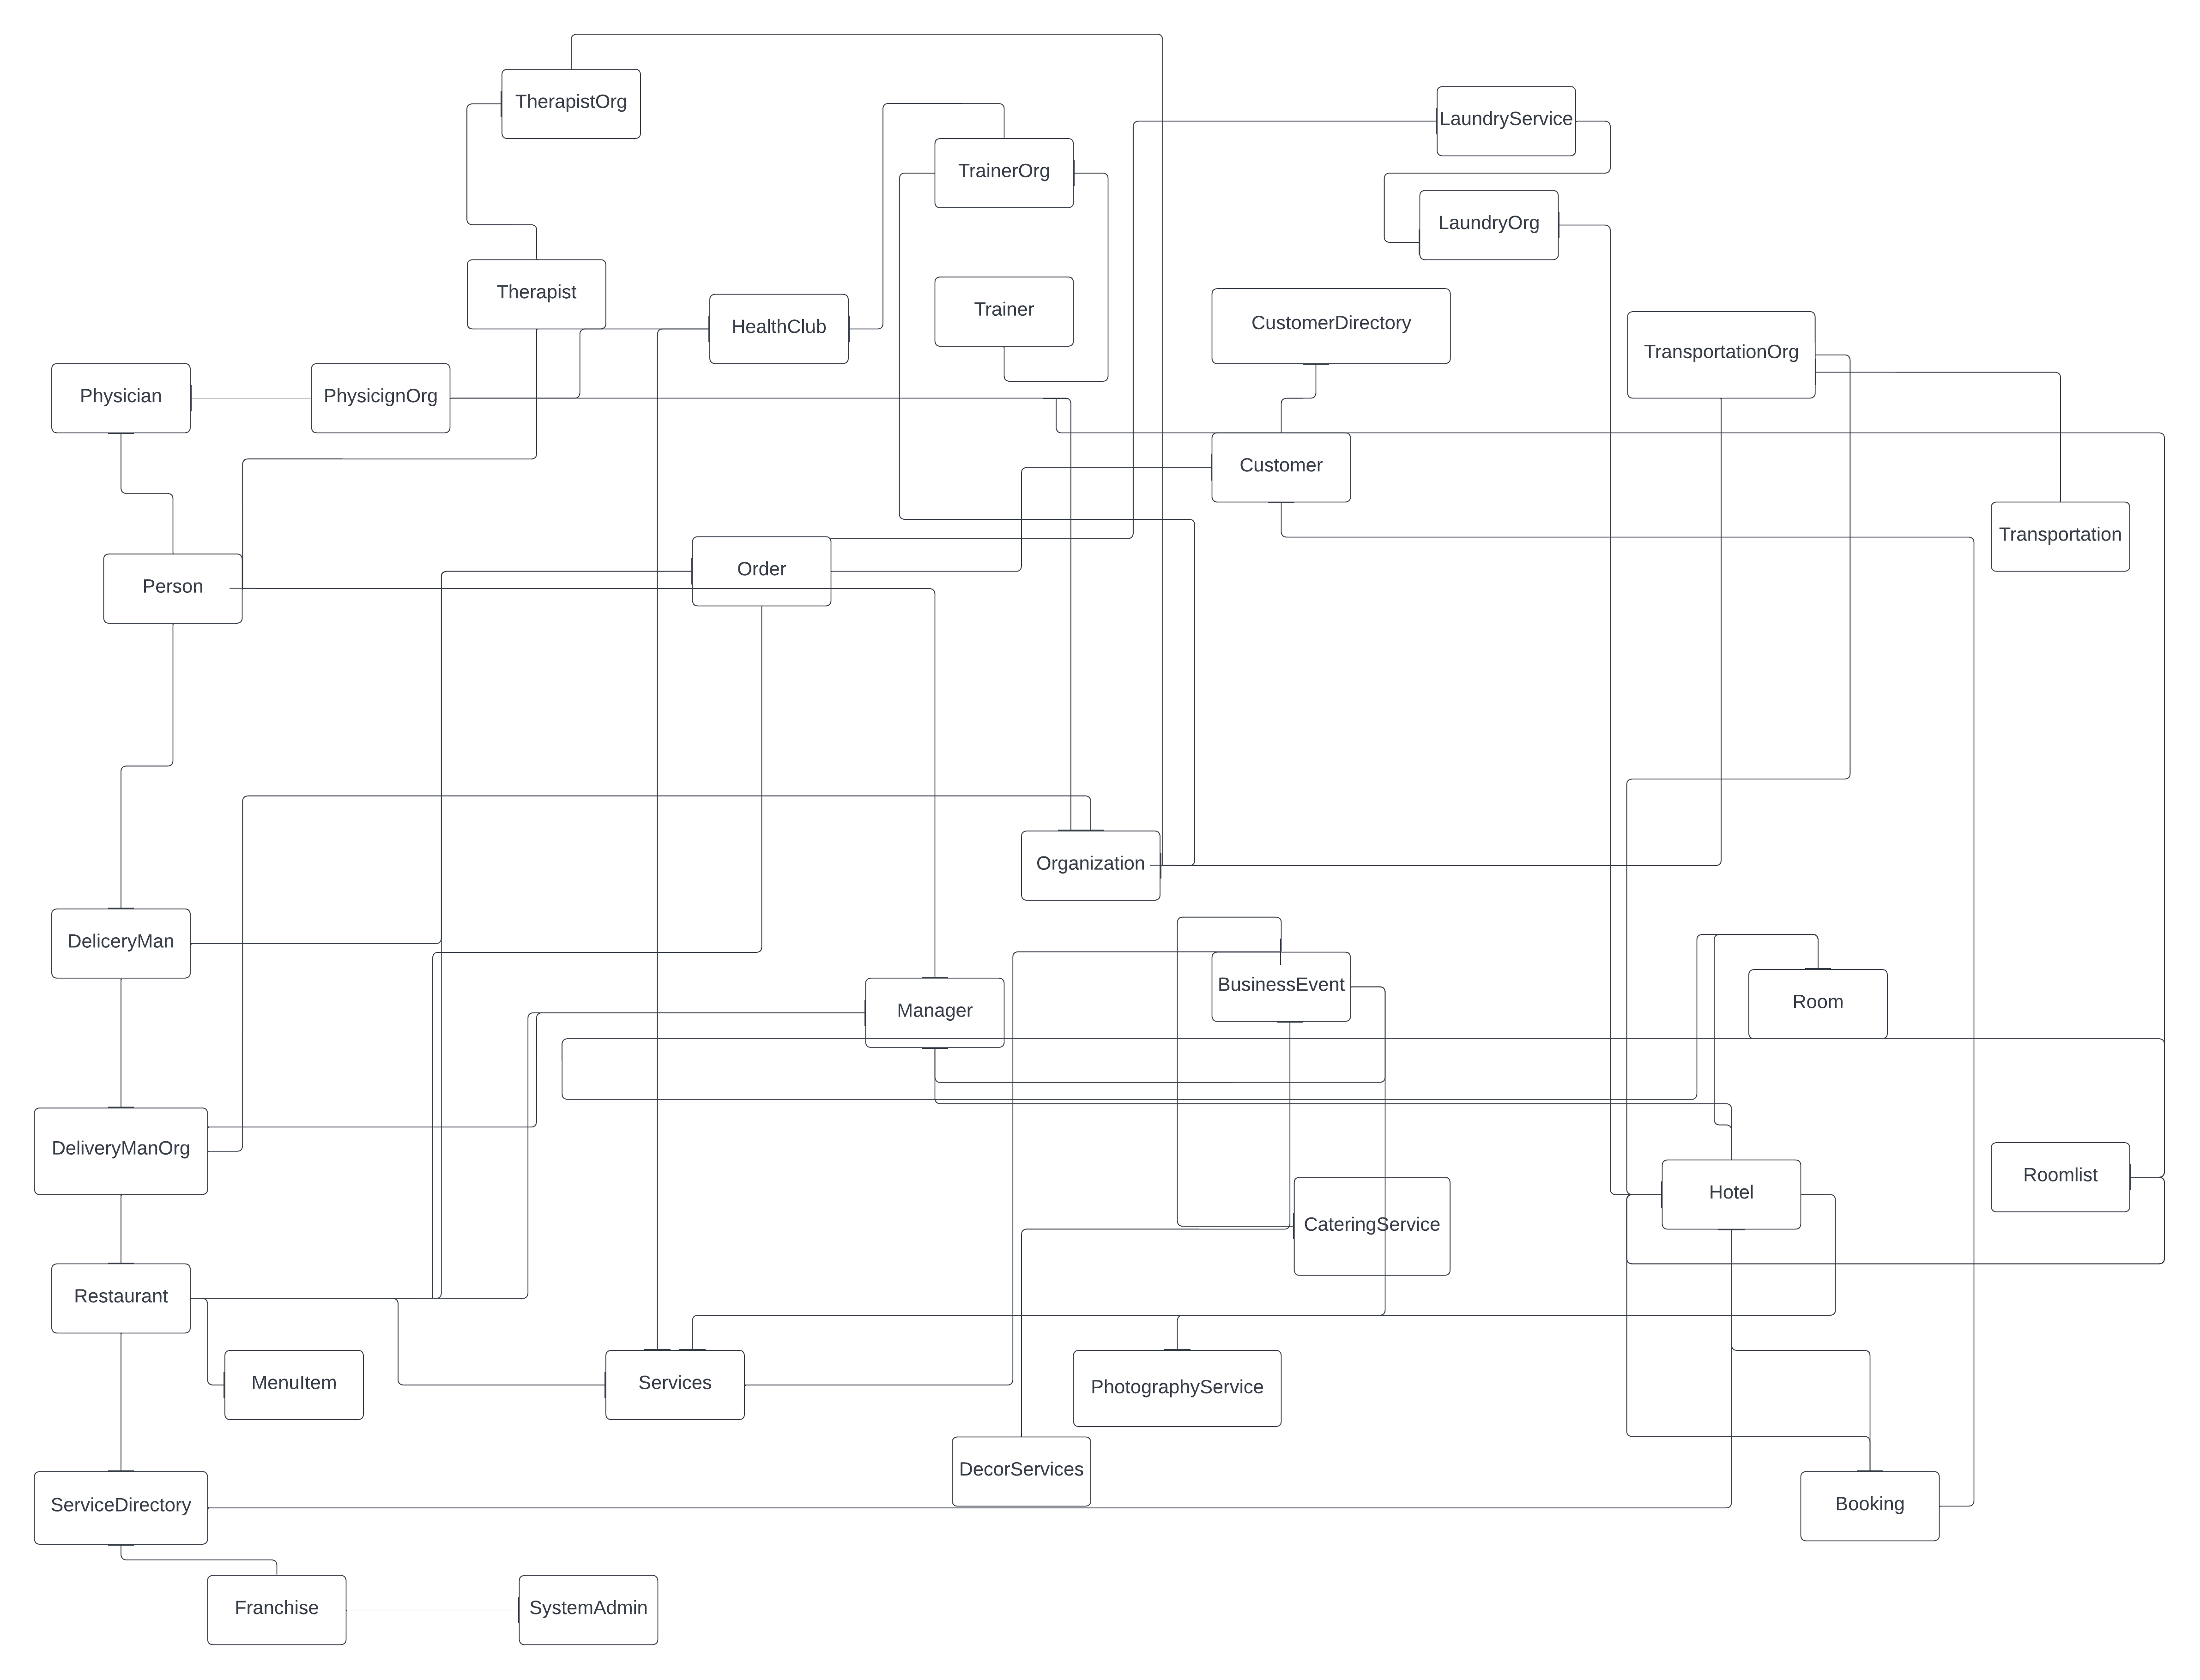 TherapistOrg
LaundryService
TrainerOrg
LaundryOrg
Therapist
Trainer
HealthClub
CustomerDirectory
TransportationOrg
Physician
PhysicignOrg
Customer
Transportation
Order
Person
Organization
DeliceryMan
BusinessEvent
Room
Manager
DeliveryManOrg
Roomlist
Hotel
CateringService
Restaurant
MenuItem
Services
PhotographyService
DecorServices
ServiceDirectory
Booking
Franchise
SystemAdmin